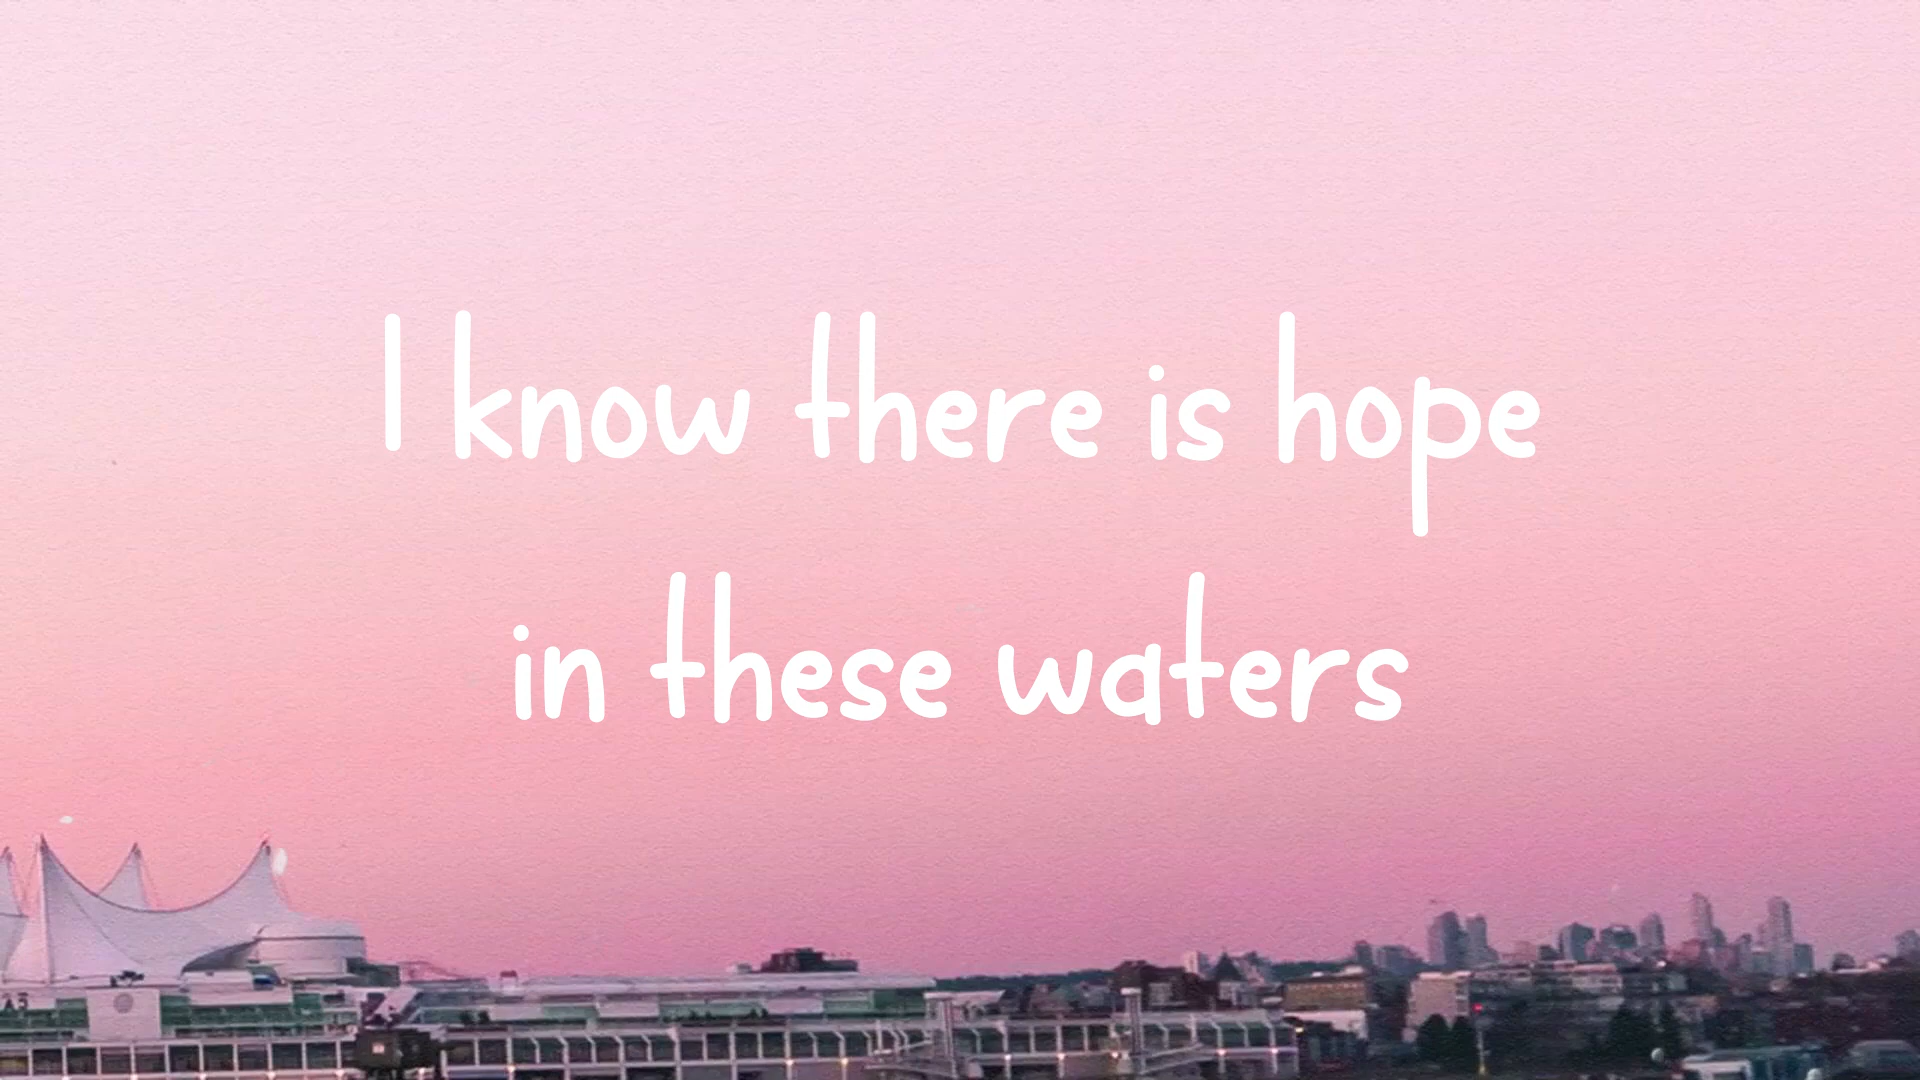 I know there is hope
in these waters